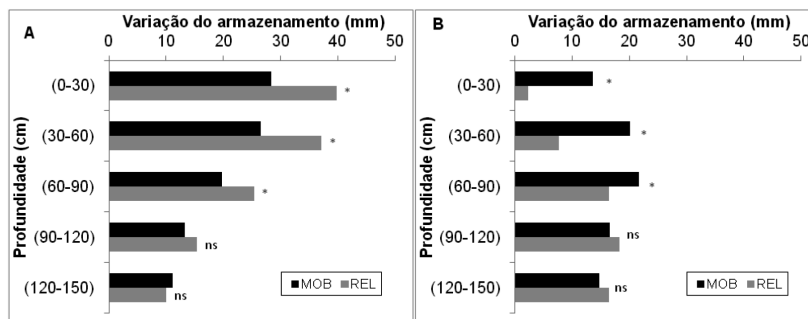 A
Variação do armazenamento (mm)
0 10 20 30 40 50
Profundidade (cm)
(0-30)
*
(30-60)
*
(60-90)
*
(90-120)
ns
(120-150)
ns
MOB REL
B
Variação do armazenamento (mm)
0 10 20 30 40 50
Profundidade (cm)
(0-30)
*
(30-60)
*
(60-90)
*
(90-120)
ns
(120-150)
ns
MOB REL